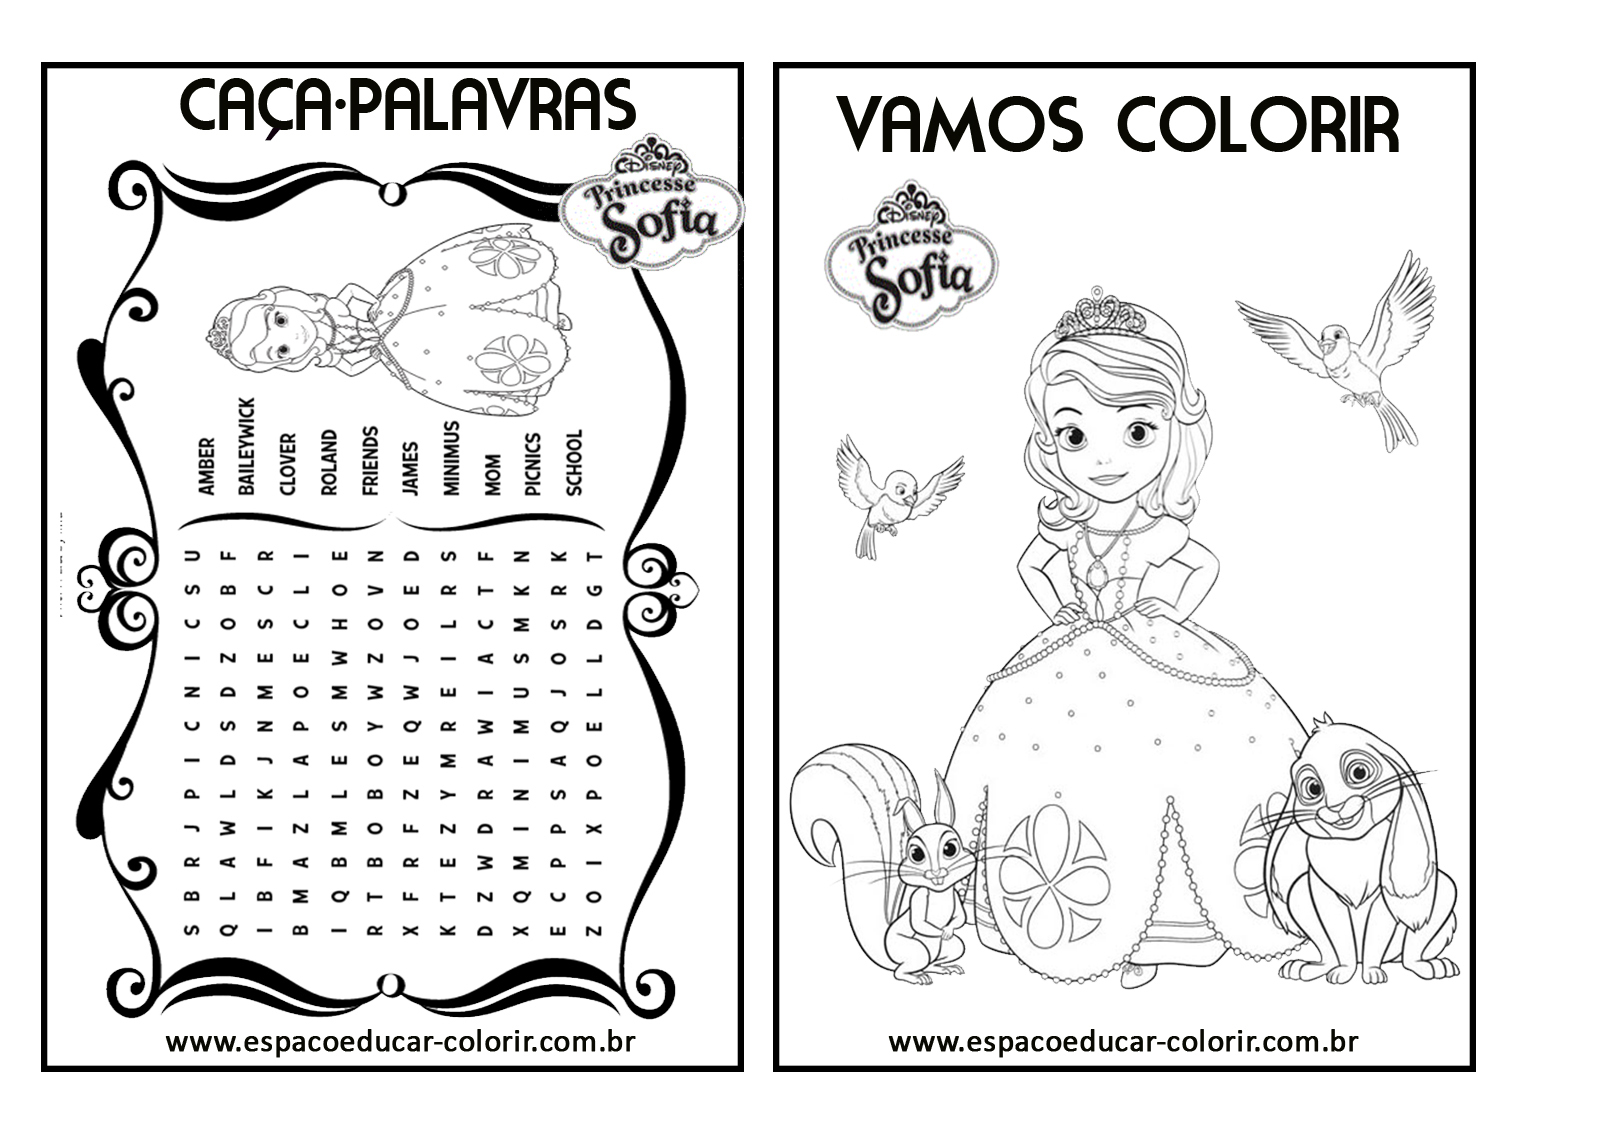 CAÇA·PALAVRAS
DISNEY
Princesse
Sofia
S B R J P I C N I C S U
Q L A W L D S D Z O B F
I B F I K J N M E S C R
B M A Z L A P O E C L I
I Q B M L E S M W H O E
R T B O B O Y W Z O V N
X F R F Z E Q W J O E D
K T E Z Y M R E I L R S
D Z W D R A W I A C T F
X Q M I N I M U S M K N
E C P P S A Q J O S R K
Z O I X P O E L L D G T
AMBER
BAILEYWICK
CLOVER
ROLAND
FRIENDS
JAMES
MINIMUS
MOM
PICNICS
SCHOOL
www.espacoeducar-colorir.com.br
VAMOS COLORIR
DISNEY
Princesse
Sofia
www.espacoeducar-colorir.com.br